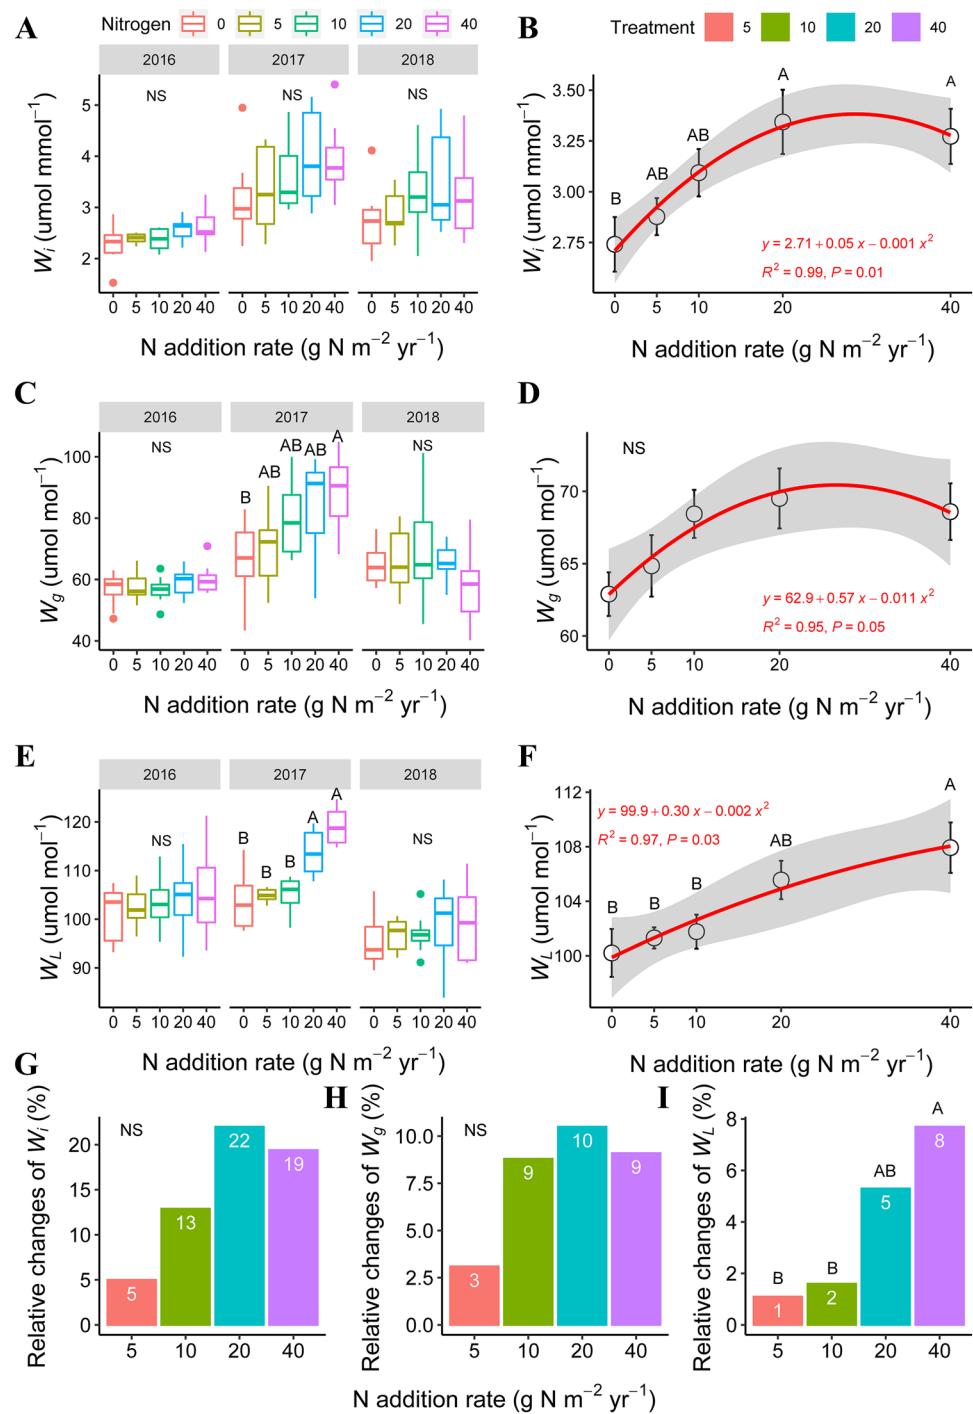 A
Nitrogen 0 5 10 20 40
2016 2017 2018
NS NS NS
5
4
3
2
Wi (umol mmol−1)
0 5 10 20 40 0 5 10 20 40 0 5 10 20 40
N addition rate (g N m−2 yr−1)
B
Treatment 5 10 20 40
3.50
3.25
3.00
2.75
Wi (umol mmol−1)
B AB AB A A
y = 2.71 + 0.05 x − 0.001 x2
R2 = 0.99, P = 0.01
0 5 10 20 40
N addition rate (g N m−2 yr−1)
C
2016 2017 2018
NS B AB AB AB A NS
100
80
60
40
Wg (umol mol−1)
0 5 10 20 40 0 5 10 20 40 0 5 10 20 40
N addition rate (g N m−2 yr−1)
D
NS
70
65
60
Wg (umol mol−1)
y = 62.9 + 0.57 x − 0.011 x2
R2 = 0.95, P = 0.05
0 5 10 20 40
N addition rate (g N m−2 yr−1)
E
2016 2017 2018
NS B B B A A NS
120
110
100
90
WL (umol mol−1)
0 5 10 20 40 0 5 10 20 40 0 5 10 20 40
N addition rate (g N m−2 yr−1)
F
112
108
104
100
WL (umol mol−1)
y = 99.9 + 0.30 x − 0.002 x2
R2 = 0.97, P = 0.03
B B B AB A
0 5 10 20 40
N addition rate (g N m−2 yr−1)
G
Relative changes of Wi (%)
NS
20
15
10
5
0
5 13 22 19
5 10 20 40
H
Relative changes of Wg (%)
NS
10.0
7.5
5.0
2.5
0.0
3 9 10 9
5 10 20 40
I
Relative changes of WL (%)
8
6
4
2
0
B B AB A
1 2 5 8
5 10 20 40
N addition rate (g N m−2 yr−1)